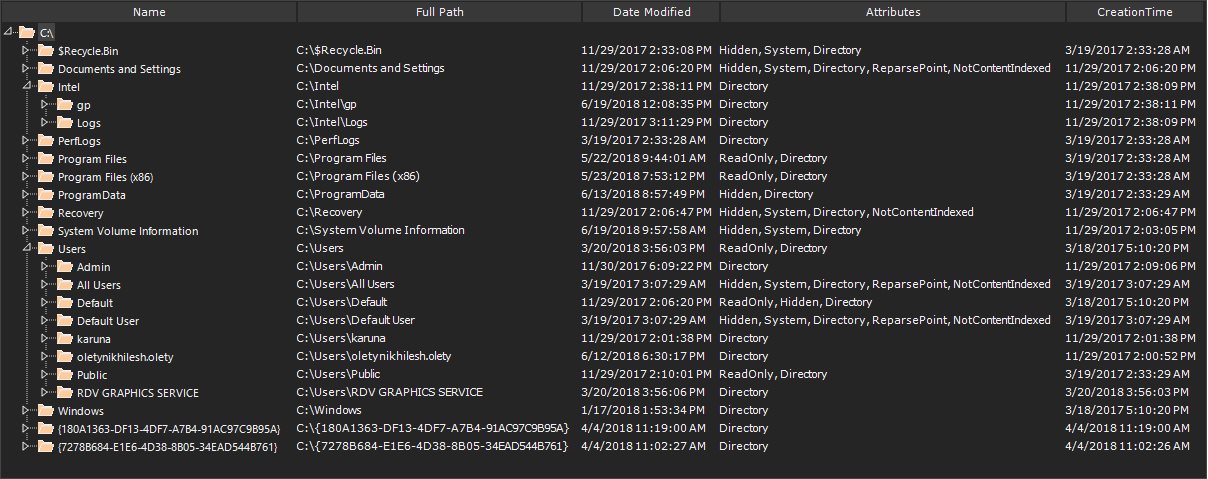 Name Full Path Date Modified Attributes CreationTime
C:\
$Recycle.Bin C:\$Recycle.Bin 11/29/2017 2:33:08 PM Hidden, System, Directory 3/19/2017 2:33:28 AM
Documents and Settings C:\Documents and Settings 11/29/2017 2:06:20 PM Hidden, System, Directory, ReparsePoint, NotContentIndexed 11/29/2017 2:06:20 PM
Intel C:\Intel 11/29/2017 2:38:11 PM Directory 11/29/2017 2:38:09 PM
gp C:\Intel\gp 6/19/2018 12:08:35 PM Directory 11/29/2017 2:38:11 PM
Logs C:\Intel\Logs 11/29/2017 3:11:29 PM Directory 11/29/2017 2:38:09 PM
PerfLogs C:\PerfLogs 3/19/2017 2:33:28 AM Directory 3/19/2017 2:33:28 AM
Program Files C:\Program Files 5/22/2018 9:44:01 AM ReadOnly, Directory 3/19/2017 2:33:28 AM
Program Files (x86) C:\Program Files (x86) 5/23/2018 7:53:12 PM ReadOnly, Directory 3/19/2017 2:33:28 AM
ProgramData C:\ProgramData 6/13/2018 8:57:49 PM Hidden, Directory 3/19/2017 2:33:29 AM
Recovery C:\Recovery 11/29/2017 2:06:47 PM Hidden, System, Directory, NotContentIndexed 11/29/2017 2:06:47 PM
System Volume Information C:\System Volume Information 6/19/2018 9:57:58 AM Hidden, System, Directory 11/29/2017 2:03:05 PM
Users C:\Users 3/20/2018 3:56:03 PM ReadOnly, Directory 3/18/2017 5:10:20 PM
Admin C:\Users\Admin 11/30/2017 6:09:22 PM Directory 11/29/2017 2:09:06 PM
All Users C:\Users\All Users 3/19/2017 3:07:29 AM Hidden, System, Directory, ReparsePoint, NotContentIndexed 3/19/2017 3:07:29 AM
Default C:\Users\Default 11/29/2017 2:06:20 PM ReadOnly, Hidden, Directory 3/18/2017 5:10:20 PM
Default User C:\Users\Default User 3/19/2017 3:07:29 AM Hidden, System, Directory, ReparsePoint, NotContentIndexed 3/19/2017 3:07:29 AM
karuna C:\Users\karuna 11/29/2017 2:01:38 PM Directory 11/29/2017 2:01:38 PM
oletynikhilesh.olety C:\Users\oletynikhilesh.olety 6/12/2018 6:30:17 PM Directory 11/29/2017 2:00:52 PM
Public C:\Users\Public 11/29/2017 2:10:01 PM ReadOnly, Directory 3/19/2017 2:33:29 AM
RDV GRAPHICS SERVICE C:\Users\RDV GRAPHICS SERVICE 3/20/2018 3:56:06 PM Directory 3/20/2018 3:56:03 PM
Windows C:\Windows 1/17/2018 1:53:34 PM Directory 3/18/2017 5:10:20 PM
{180A1363-DF13-4DF7-A7B4-91AC97C9B95A} C:\{180A1363-DF13-4DF7-A7B4-91AC97C9B95A} 4/4/2018 11:19:00 AM Directory 4/4/2018 11:19:00 AM
{7278B684-E1E6-4D38-8B05-34EAD544B761} C:\{7278B684-E1E6-4D38-8B05-34EAD544B761} 4/4/2018 11:02:27 AM Directory 4/4/2018 11:02:26 AM